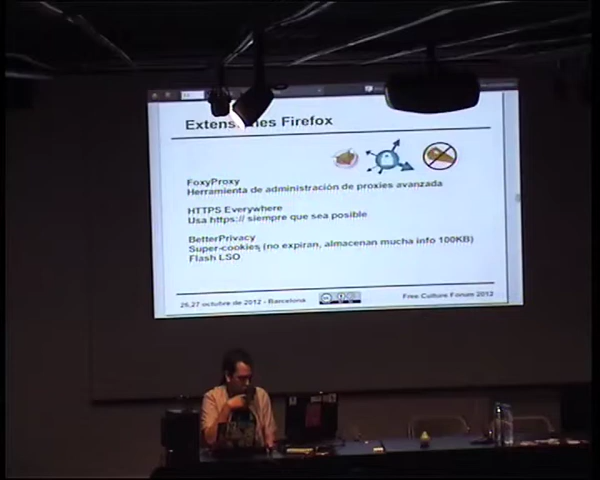 Extensiones Firefox
FoxyProxy
Herramienta de administración de proxies avanzada
HTTPS Everywhere
Usa https:// siempre que sea posible
BetterPrivacy
Super-cookies (no expiran, almacenan mucha info 100KB)
Flash LSO
26,27 octubre de 2012 - Barcelona
Free Culture Forum 2012